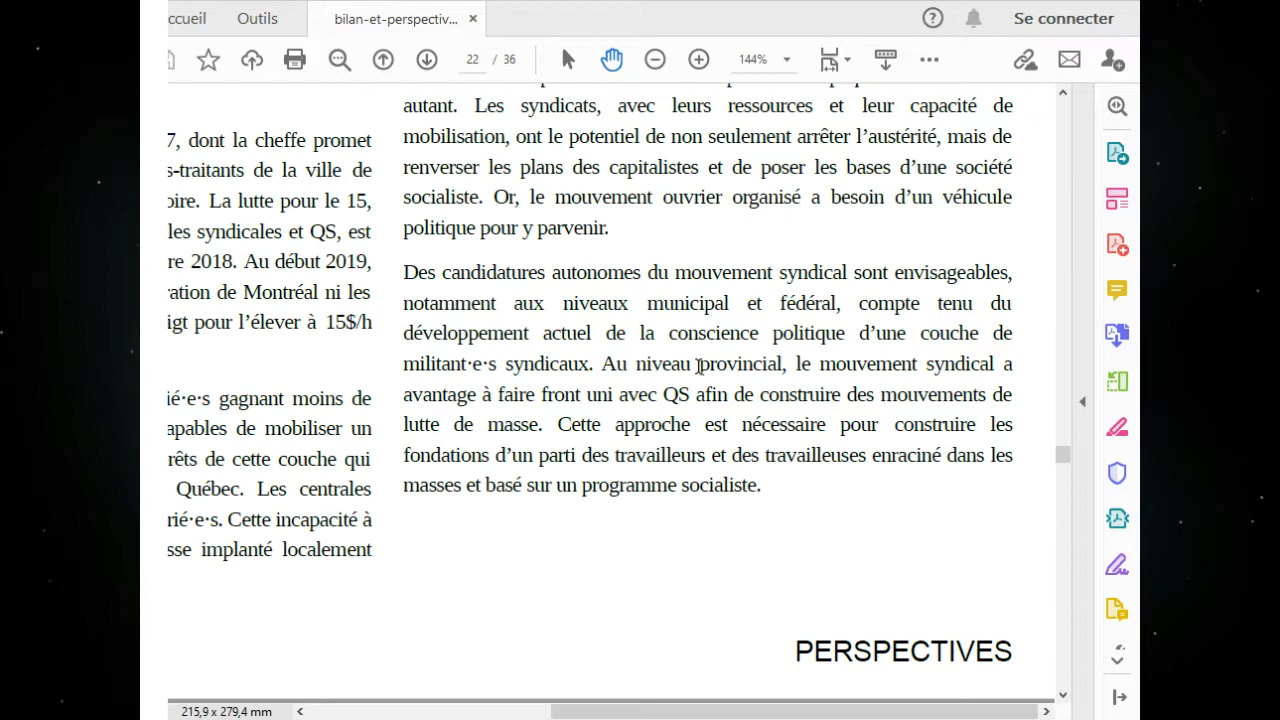 ccueil
Outils
bilan-et-perspectiv... ×
? Se connecter
22 / 36
144%
autant. Les syndicats, avec leurs ressources et leur capacité de
mobilisation, ont le potentiel de non seulement arrêter l’austérité, mais de
renverser les plans des capitalistes et de poser les bases d’une société
socialiste. Or, le mouvement ouvrier organisé a besoin d’un véhicule
politique pour y parvenir.
Des candidatures autonomes du mouvement syndical sont envisageables,
notamment aux niveaux municipal et fédéral, compte tenu du
développement actuel de la conscience politique d’une couche de
militant·e·s syndicaux. Au niveau provincial, le mouvement syndical a
avantage à faire front uni avec QS afin de construire des mouvements de
lutte de masse. Cette approche est nécessaire pour construire les
fondations d’un parti des travailleurs et des travailleuses enraciné dans les
masses et basé sur un programme socialiste.
7, dont la cheffe promet
s-traitants de la ville de
oire. La lutte pour le 15,
les syndicales et QS, est
re 2018. Au début 2019,
ration de Montréal ni les
igt pour l’élever à 15$/h
ié·e·s gagnant moins de
apables de mobiliser un
rêts de cette couche qui
Québec. Les centrales
rié·e·s. Cette incapacité à
sse implanté localement
PERSPECTIVES
215,9 x 279,4 mm